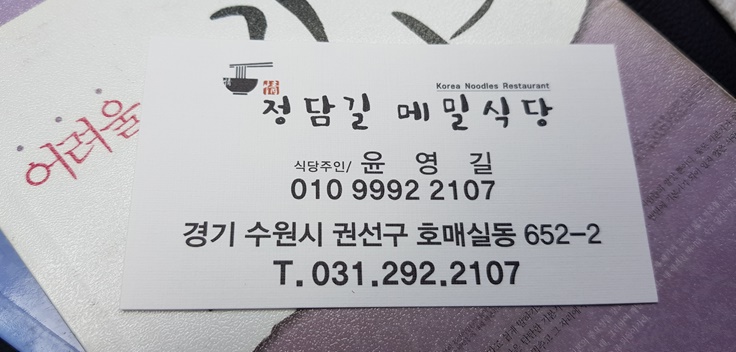 Korea Noodles Restaurant
정담길 메밀식당
식당주인/ 윤 영 길
010 9992 2107
경기 수원시 권선구 호매실동 652-2
T. 031.292.2107
어려울